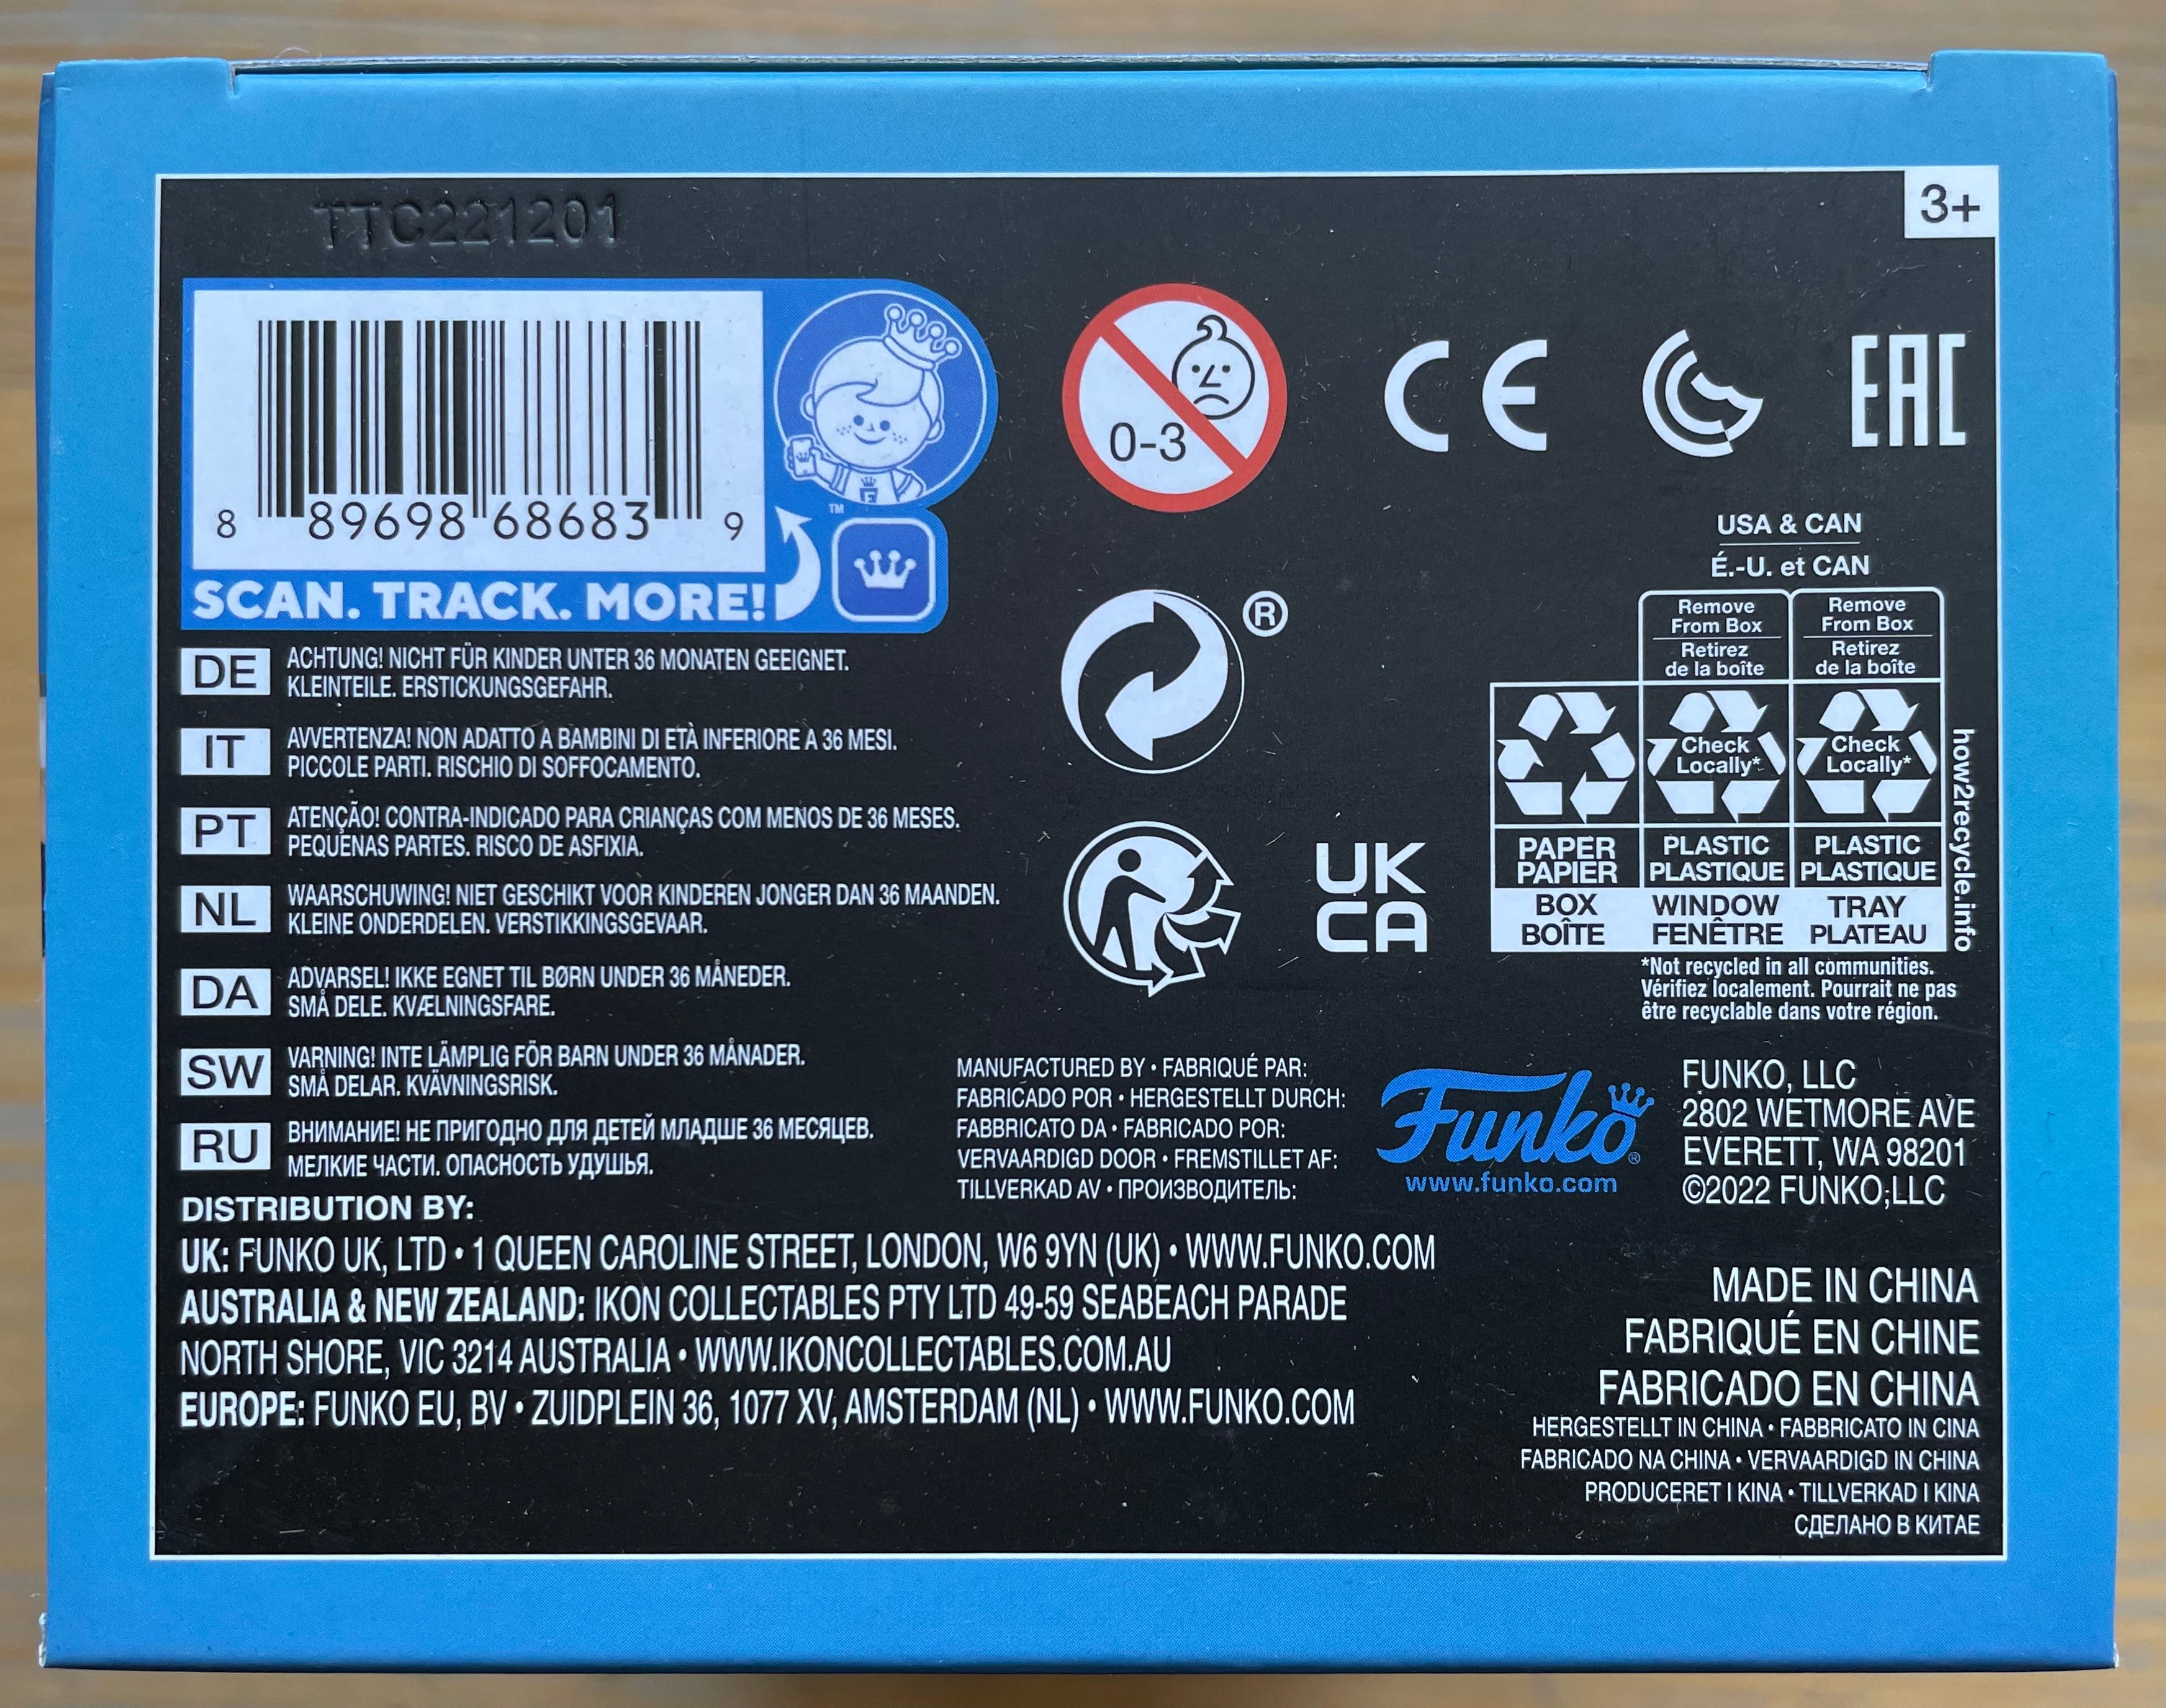 TTC221201
3+
8 89698 68683 9
SCAN. TRACK. MORE!
TM
0-3
CE
EAC
USA & CAN
É.-U. et CAN
Remove
From Box
Retirez
de la boîte
Remove
From Box
Retirez
de la boîte
Check
Locally*
Check
Locally*
PAPER
PAPIER
PLASTIC
PLASTIQUE
PLASTIC
PLASTIQUE
BOX
BOÎTE
WINDOW
FENÊTRE
TRAY
PLATEAU
how2recycle.info
*Not recycled in all communities.
Vérifiez localement. Pourrait ne pas
être recyclable dans votre région.
®
UK
CA
DE ACHTUNG! NICHT FÜR KINDER UNTER 36 MONATEN GEEIGNET.
KLEINTEILE. ERSTICKUNGSGEFAHR.
IT AVVERTENZA! NON ADATTO A BAMBINI DI ETÀ INFERIORE A 36 MESI.
PICCOLE PARTI. RISCHIO DI SOFFOCAMENTO.
PT ATENÇÃO! CONTRA-INDICADO PARA CRIANÇAS COM MENOS DE 36 MESES.
PEQUENAS PARTES. RISCO DE ASFIXIA.
NL WAARSCHUWING! NIET GESCHIKT VOOR KINDEREN JONGER DAN 36 MAANDEN.
KLEINE ONDERDELEN. VERSTIKKINGSGEVAAR.
DA ADVARSEL! IKKE EGNET TIL BØRN UNDER 36 MÅNEDER.
SMÅ DELE. KVÆLNINGSFARE.
SW VARNING! INTE LÄMPLIG FÖR BARN UNDER 36 MÅNADER.
SMÅ DELAR. KVÄVNINGSRISK.
RU ВНИМАНИЕ! НЕ ПРИГОДНО ДЛЯ ДЕТЕЙ МЛАДШЕ 36 МЕСЯЦЕВ.
МЕЛКИЕ ЧАСТИ. ОПАСНОСТЬ УДУШЬЯ.
MANUFACTURED BY • FABRIQUÉ PAR:
FABRICADO POR • HERGESTELLT DURCH:
FABBRICATO DA • FABRICADO POR:
VERVAARDIGD DOOR • FREMSTILLET AF:
TILLVERKAD AV • ПРОИЗВОДИТЕЛЬ:
Funko®
www.funko.com
FUNKO, LLC
2802 WETMORE AVE
EVERETT, WA 98201
©2022 FUNKO, LLC
DISTRIBUTION BY:
UK: FUNKO UK, LTD • 1 QUEEN CAROLINE STREET, LONDON, W6 9YN (UK) • WWW.FUNKO.COM
AUSTRALIA & NEW ZEALAND: IKON COLLECTABLES PTY LTD 49-59 SEABEACH PARADE
NORTH SHORE, VIC 3214 AUSTRALIA • WWW.IKONCOLLECTABLES.COM.AU
EUROPE: FUNKO EU, BV • ZUIDPLEIN 36, 1077 XV, AMSTERDAM (NL) • WWW.FUNKO.COM
MADE IN CHINA
FABRIQUÉ EN CHINE
FABRICADO EN CHINA
HERGESTELLT IN CHINA • FABBRICATO IN CINA
FABRICADO NA CHINA • VERVAARDIGD IN CHINA
PRODUCERET I KINA • TILLVERKAD I KINA
СДЕЛАНО В КИТАЕ